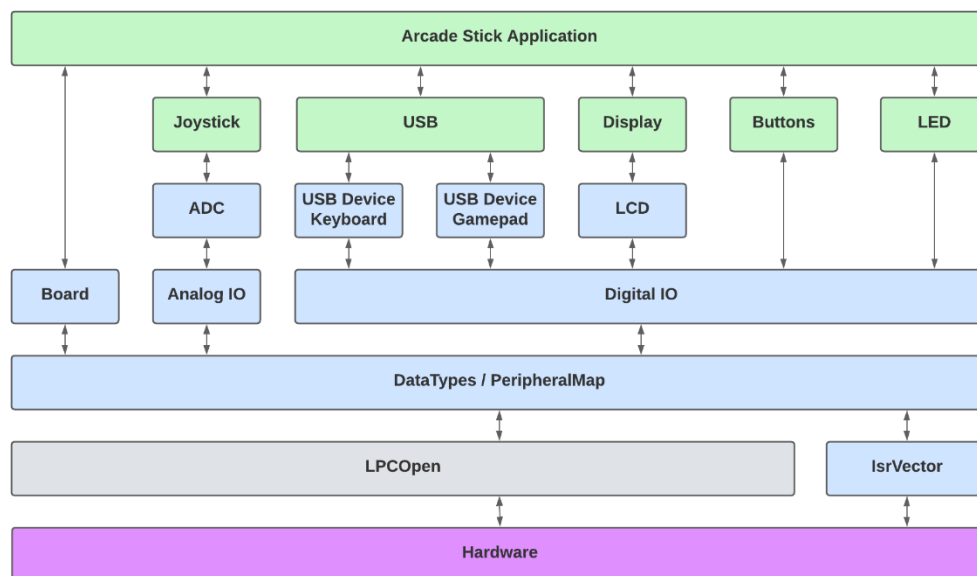 Arcade Stick Application
Joystick
USB
Display
Buttons
LED
ADC
USB Device
Keyboard
USB Device
Gamepad
LCD
Board
Analog IO
Digital IO
DataTypes / PeripheralMap
LPCOpen
IsrVector
Hardware